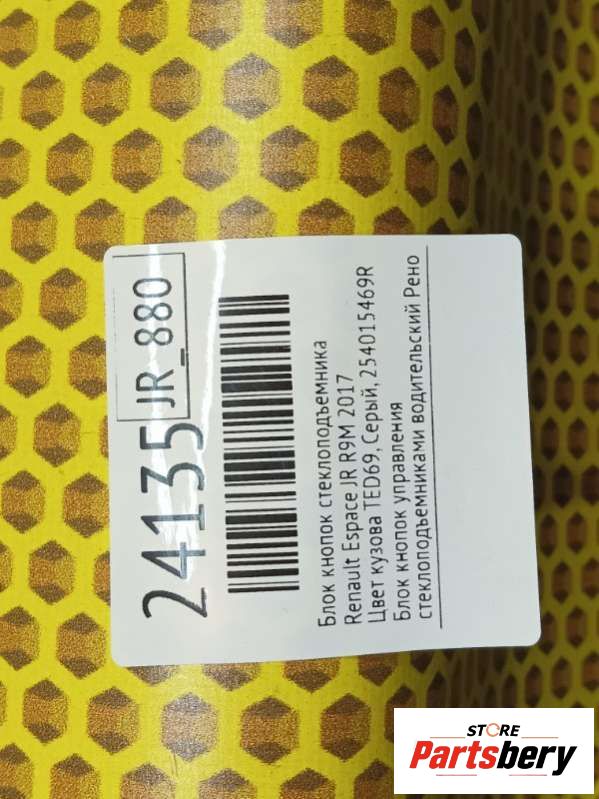 24135 JR_880
Блок кнопок стеклоподъемника
Renault Espace JR R9M 2017
Цвет кузова TED69, Серый, 254015469R
Блок кнопок управления
стеклоподъемниками водительский Рено
STORE
Partsbery